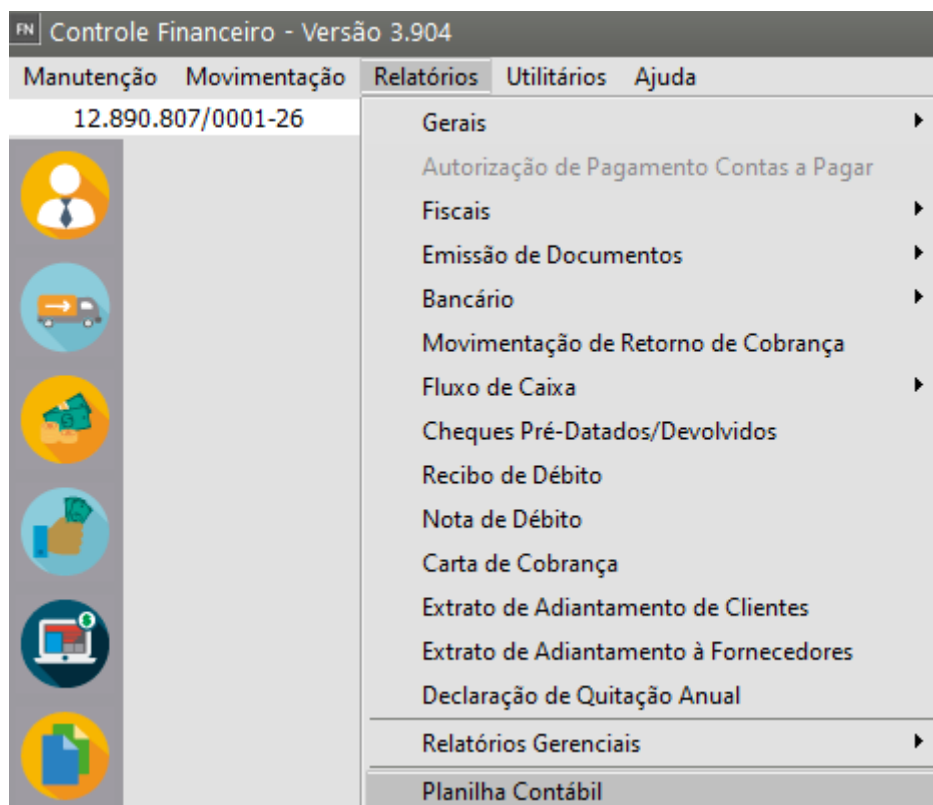 FN Controle Financeiro - Versão 3.904
Manutenção Movimentação Relatórios Utilitários Ajuda
12.890.807/0001-26
Gerais
Autorização de Pagamento Contas a Pagar
Fiscais
Emissão de Documentos
Bancário
Movimentação de Retorno de Cobrança
Fluxo de Caixa
Cheques Pré-Datados/Devolvidos
Recibo de Débito
Nota de Débito
Carta de Cobrança
Extrato de Adiantamento de Clientes
Extrato de Adiantamento à Fornecedores
Declaração de Quitação Anual
Relatórios Gerenciais
Planilha Contábil